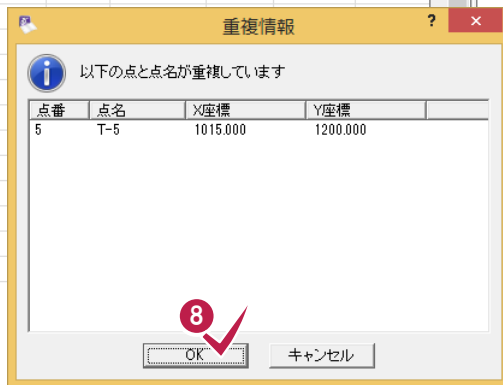 重複情報
?
×
以下の点と点名が重複しています
点番 点名 X座標 Y座標
5 T-5 1015.000 1200.000
8
OK キャンセル